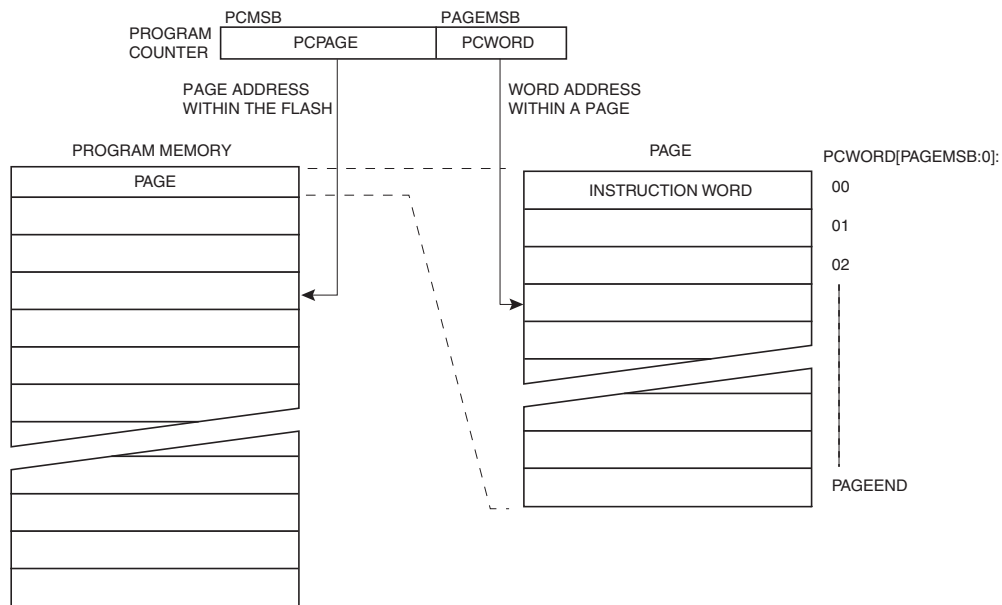 PCMSB PAGEMSB
PROGRAM
COUNTER
PCPAGE PCWORD
PAGE ADDRESS
WITHIN THE FLASH
WORD ADDRESS
WITHIN A PAGE
PROGRAM MEMORY
PAGE
PAGE
PCWORD[PAGEMSB:0]:
INSTRUCTION WORD
00
01
02
PAGEEND